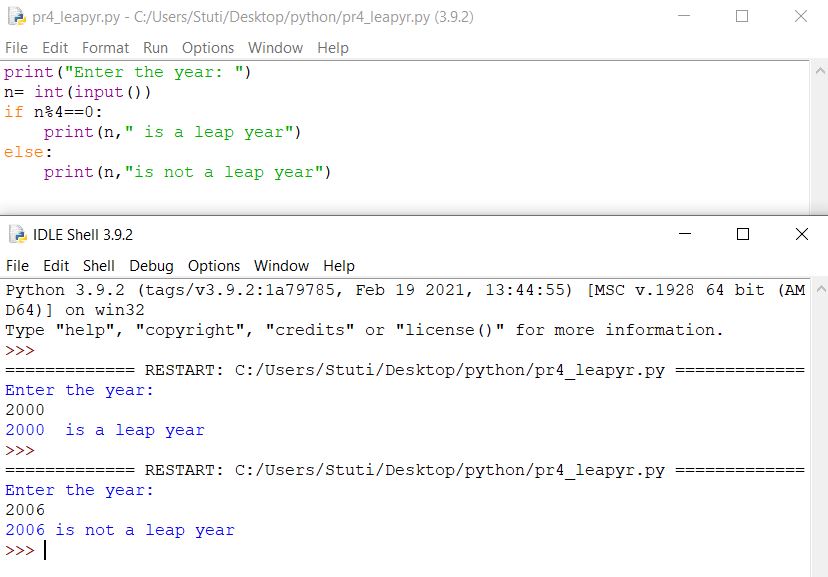 pr4_leapyr.py - C:/Users/Stuti/Desktop/python/pr4_leapyr.py (3.9.2)
File Edit Format Run Options Window Help
print("Enter the year: ")
n= int(input())
if n%4==0:
    print(n," is a leap year")
else:
    print(n,"is not a leap year")
IDLE Shell 3.9.2
File Edit Shell Debug Options Window Help
Python 3.9.2 (tags/v3.9.2:1a79785, Feb 19 2021, 13:44:55) [MSC v.1928 64 bit (AM
D64)] on win32
Type "help", "copyright", "credits" or "license()" for more information.
>>>
============= RESTART: C:/Users/Stuti/Desktop/python/pr4_leapyr.py =============
Enter the year:
2000
2000  is a leap year
>>>
============= RESTART: C:/Users/Stuti/Desktop/python/pr4_leapyr.py =============
Enter the year:
2006
2006 is not a leap year
>>>